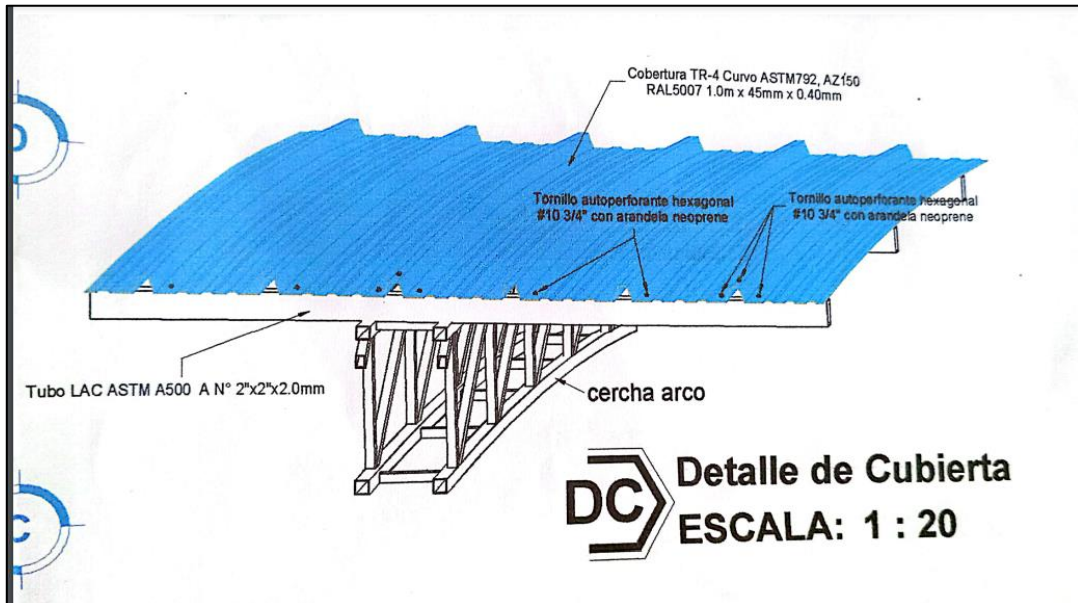 Cobertura TR-4 Curvo ASTM792, AZ150
RAL5007 1.0m x 45mm x 0.40mm
Tornillo autoperforante hexagonal
#10 3/4" con arandela neoprene
Tornillo autoperforante hexagonal
#10 3/4" con arandela neoprene
Tubo LAC ASTM A500 A N° 2"x2"x2.0mm
cercha arco
DC
Detalle de Cubierta
ESCALA: 1 : 20
C